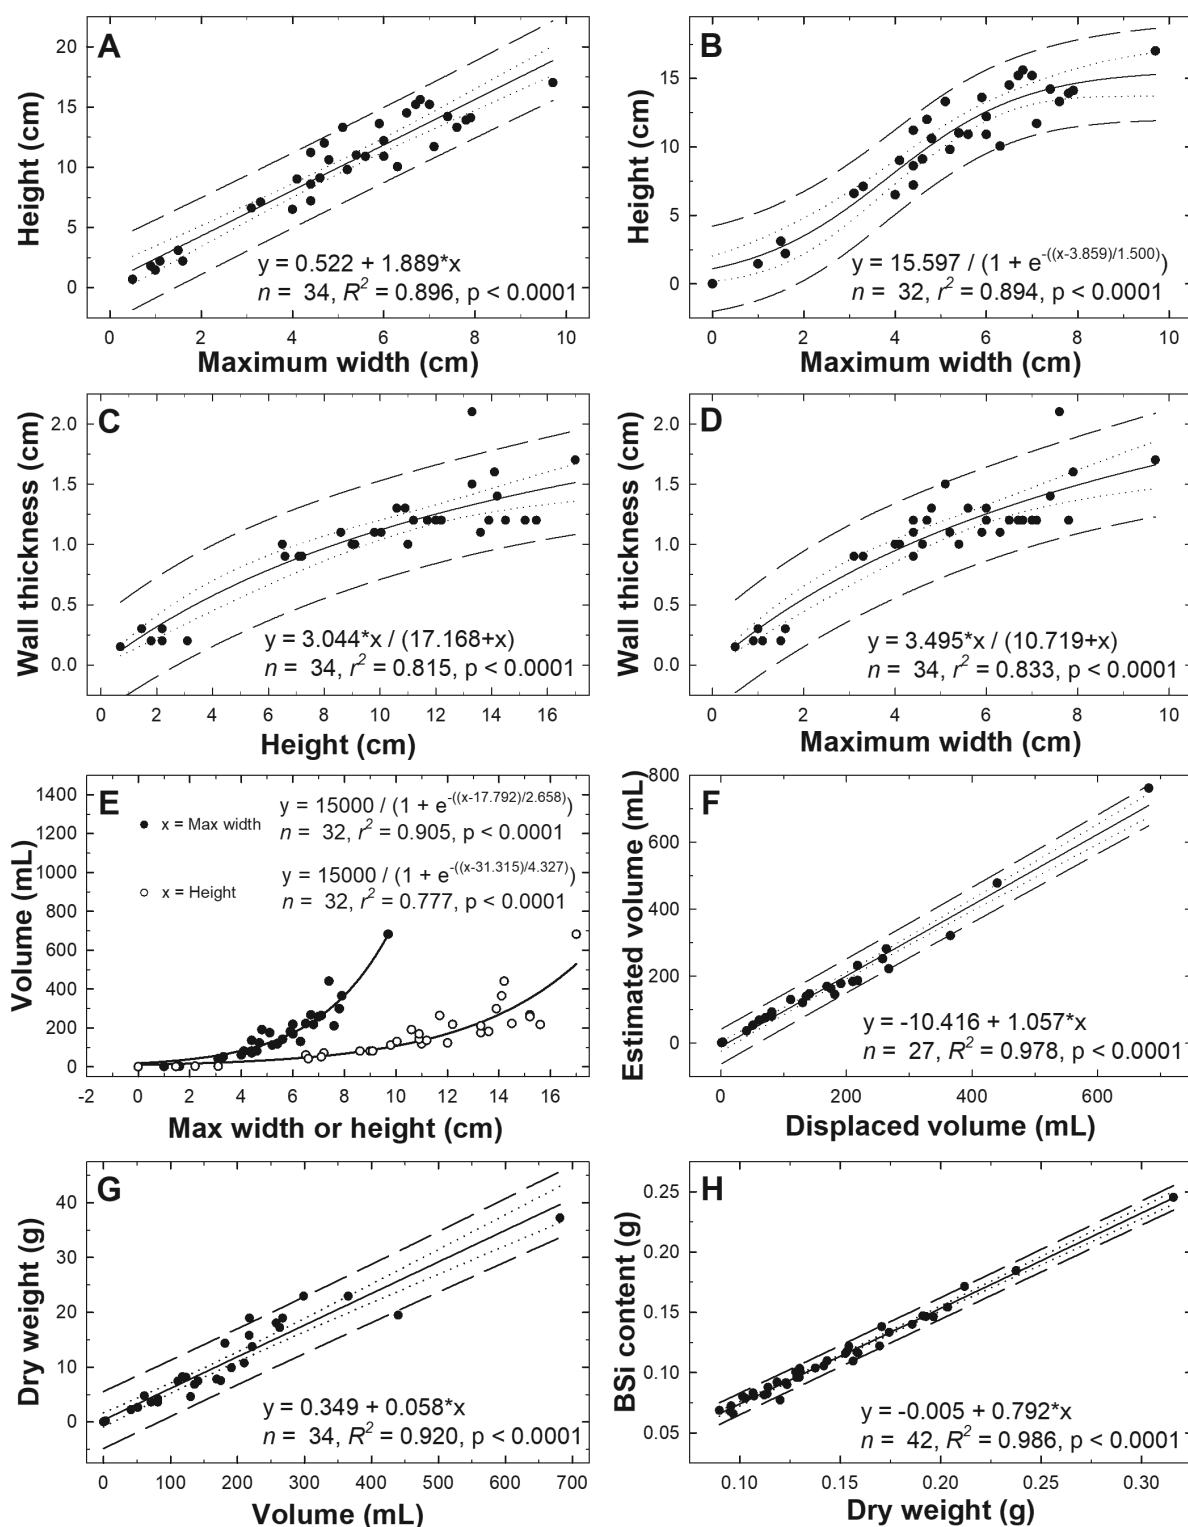 A
Height (cm)
20
15
10
5
0
y = 0.522 + 1.889*x
n = 34, R² = 0.896, p < 0.0001
0 2 4 6 8 10
Maximum width (cm)
B
Height (cm)
15
10
5
0
y = 15.597 / (1 + e^-((x-3.859)/1.500))
n = 32, r² = 0.894, p < 0.0001
0 2 4 6 8 10
Maximum width (cm)
C
Wall thickness (cm)
2.0
1.5
1.0
0.5
0.0
y = 3.044*x / (17.168+x)
n = 34, r² = 0.815, p < 0.0001
0 2 4 6 8 10 12 14 16
Height (cm)
D
Wall thickness (cm)
2.0
1.5
1.0
0.5
0.0
y = 3.495*x / (10.719+x)
n = 34, r² = 0.833, p < 0.0001
0 2 4 6 8 10
Maximum width (cm)
E
Volume (mL)
1400
1200
1000
800
600
400
200
0
x = Max width
y = 15000 / (1 + e^-((x-17.792)/2.658))
n = 32, r² = 0.905, p < 0.0001
x = Height
y = 15000 / (1 + e^-((x-31.315)/4.327))
n = 32, r² = 0.777, p < 0.0001
-2 0 2 4 6 8 10 12 14 16
Max width or height (cm)
F
Estimated volume (mL)
800
600
400
200
0
y = -10.416 + 1.057*x
n = 27, R² = 0.978, p < 0.0001
0 200 400 600
Displaced volume (mL)
G
Dry weight (g)
40
30
20
10
0
y = 0.349 + 0.058*x
n = 34, R² = 0.920, p < 0.0001
0 100 200 300 400 500 600 700
Volume (mL)
H
BSi content (g)
0.25
0.20
0.15
0.10
0.05
y = -0.005 + 0.792*x
n = 42, R² = 0.986, p < 0.0001
0.10 0.15 0.20 0.25 0.30
Dry weight (g)